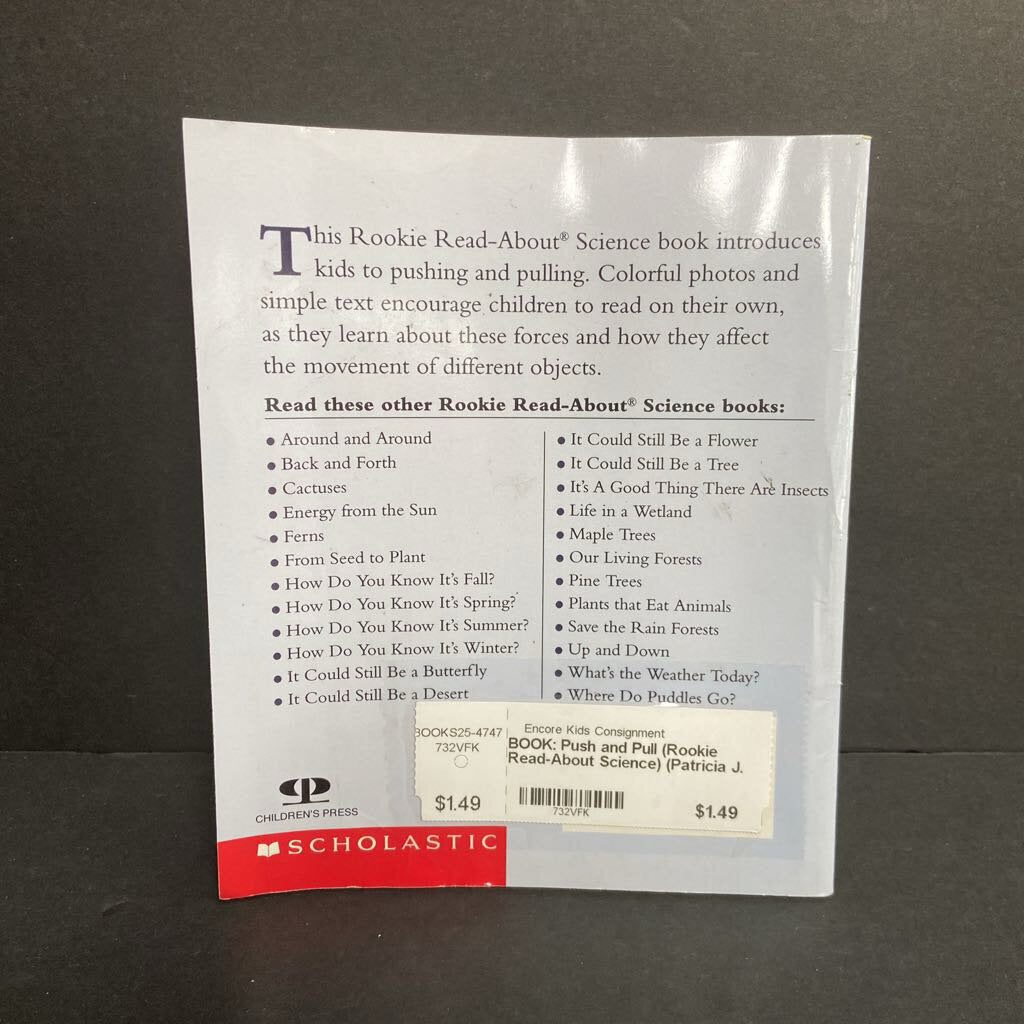 This Rookie Read-About® Science book introduces
kids to pushing and pulling. Colorful photos and
simple text encourage children to read on their own,
as they learn about these forces and how they affect
the movement of different objects.
Read these other Rookie Read-About® Science books:
• Around and Around
• Back and Forth
• Cactuses
• Energy from the Sun
• Ferns
• From Seed to Plant
• How Do You Know It's Fall?
• How Do You Know It's Spring?
• How Do You Know It's Summer?
• How Do You Know It's Winter?
• It Could Still Be a Butterfly
• It Could Still Be a Desert
• It Could Still Be a Flower
• It Could Still Be a Tree
• It's A Good Thing There Are Insects
• Life in a Wetland
• Maple Trees
• Our Living Forests
• Pine Trees
• Plants that Eat Animals
• Save the Rain Forests
• Up and Down
• What's the Weather Today?
• Where Do Puddles Go?
BOOKS25-4747
732VFK
$1.49
Encore Kids Consignment
BOOK: Push and Pull (Rookie
Read-About Science) (Patricia J.
732VFK
$1.49
CHILDREN'S PRESS
SCHOLASTIC